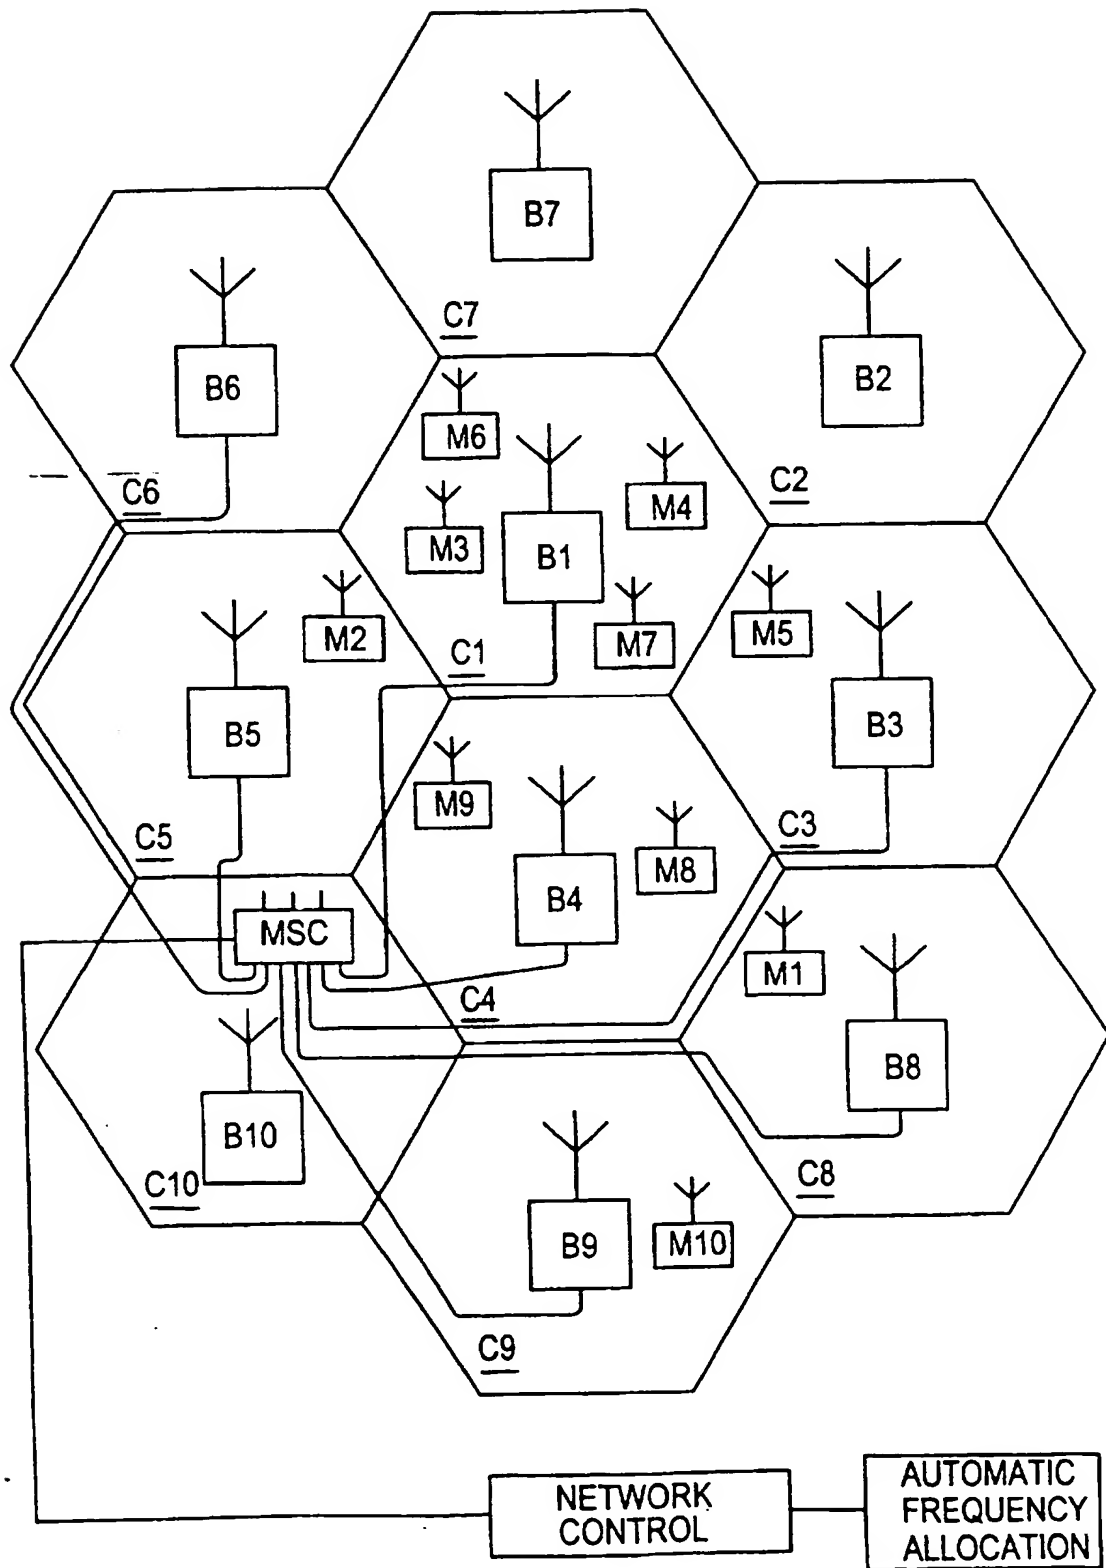 B7
C7
B6
C6
B2
C2
M6
M4
M3
B1
M7
C1
M2
B5
C5
M5
B3
C3
M9
B4
M8
C4
MSC
M1
B8
C8
B10
C10
B9
M10
C9
NETWORK
CONTROL
AUTOMATIC
FREQUENCY
ALLOCATION